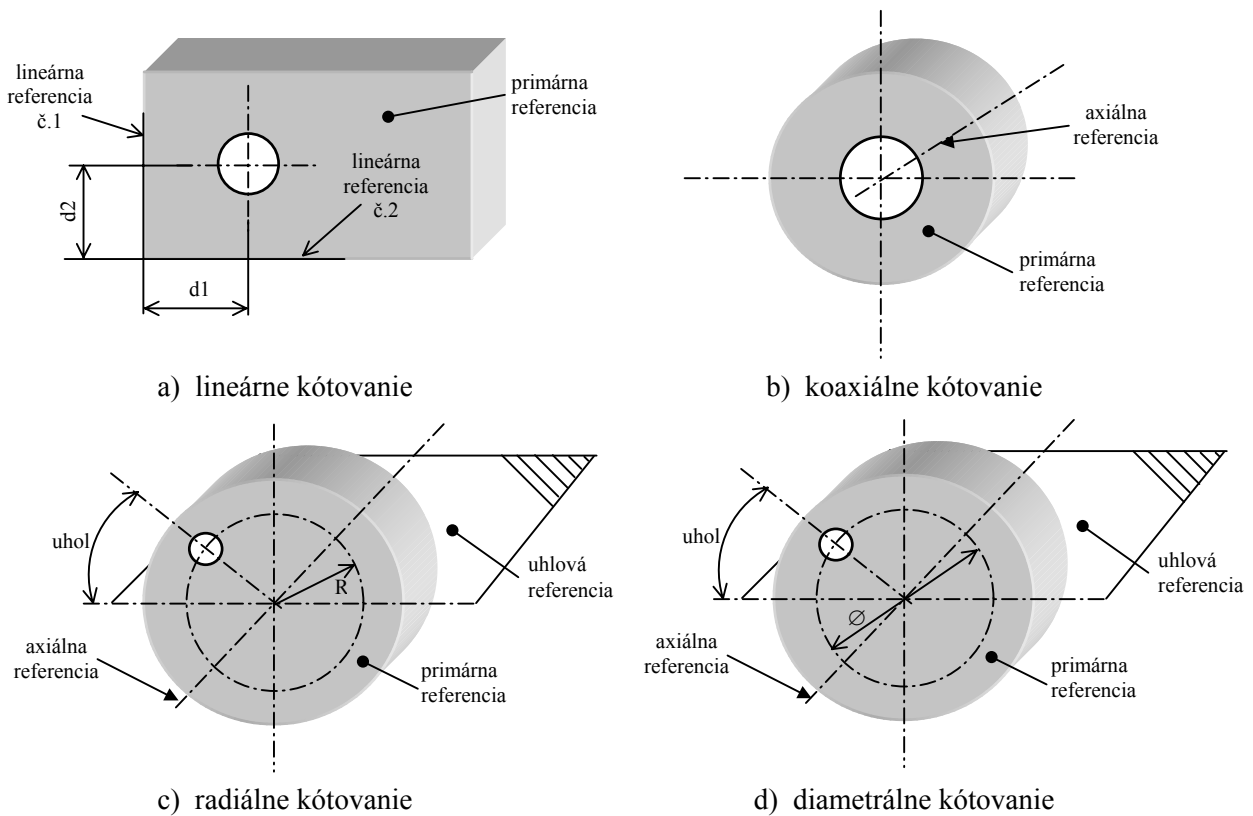 lineárna
referencia
č.1
primárna
referencia
lineárna
referencia
č.2
d2
d1
a) lineárne kótovanie
axiálna
referencia
primárna
referencia
b) koaxiálne kótovanie
uhol
R
uhlová
referencia
axiálna
referencia
primárna
referencia
c) radiálne kótovanie
uhol
∅
uhlová
referencia
axiálna
referencia
primárna
referencia
d) diametrálne kótovanie